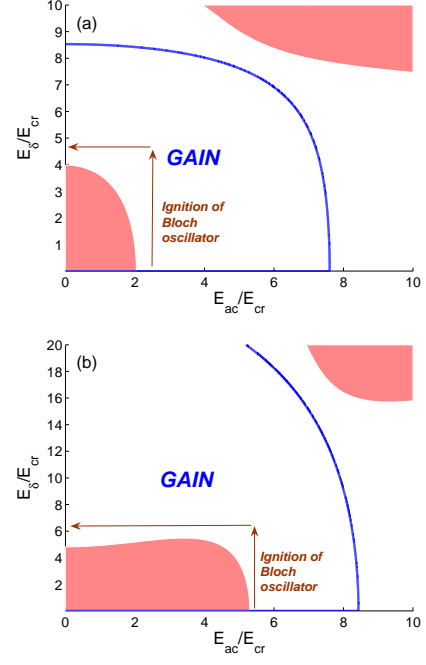 (a)
10
9
8
7
6
5
4
3
2
1
E_δ/E_cr
GAIN
Ignition of
Bloch
oscillator
0 2 4 6 8 10
E_ac/E_cr
(b)
20
18
16
14
12
10
8
6
4
2
E_δ/E_cr
GAIN
Ignition of
Bloch
oscillator
0 2 4 6 8 10
E_ac/E_cr